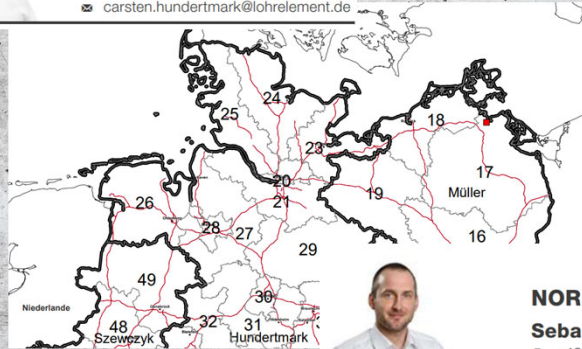 carsten.hundertmark@lohrelement.de
24
25
18
23
17
20
19
Müller
21
26
28
27
16
29
49
Niederlande
30
48
32
31
Szewczyk
Hundertmark
NOR
Seba